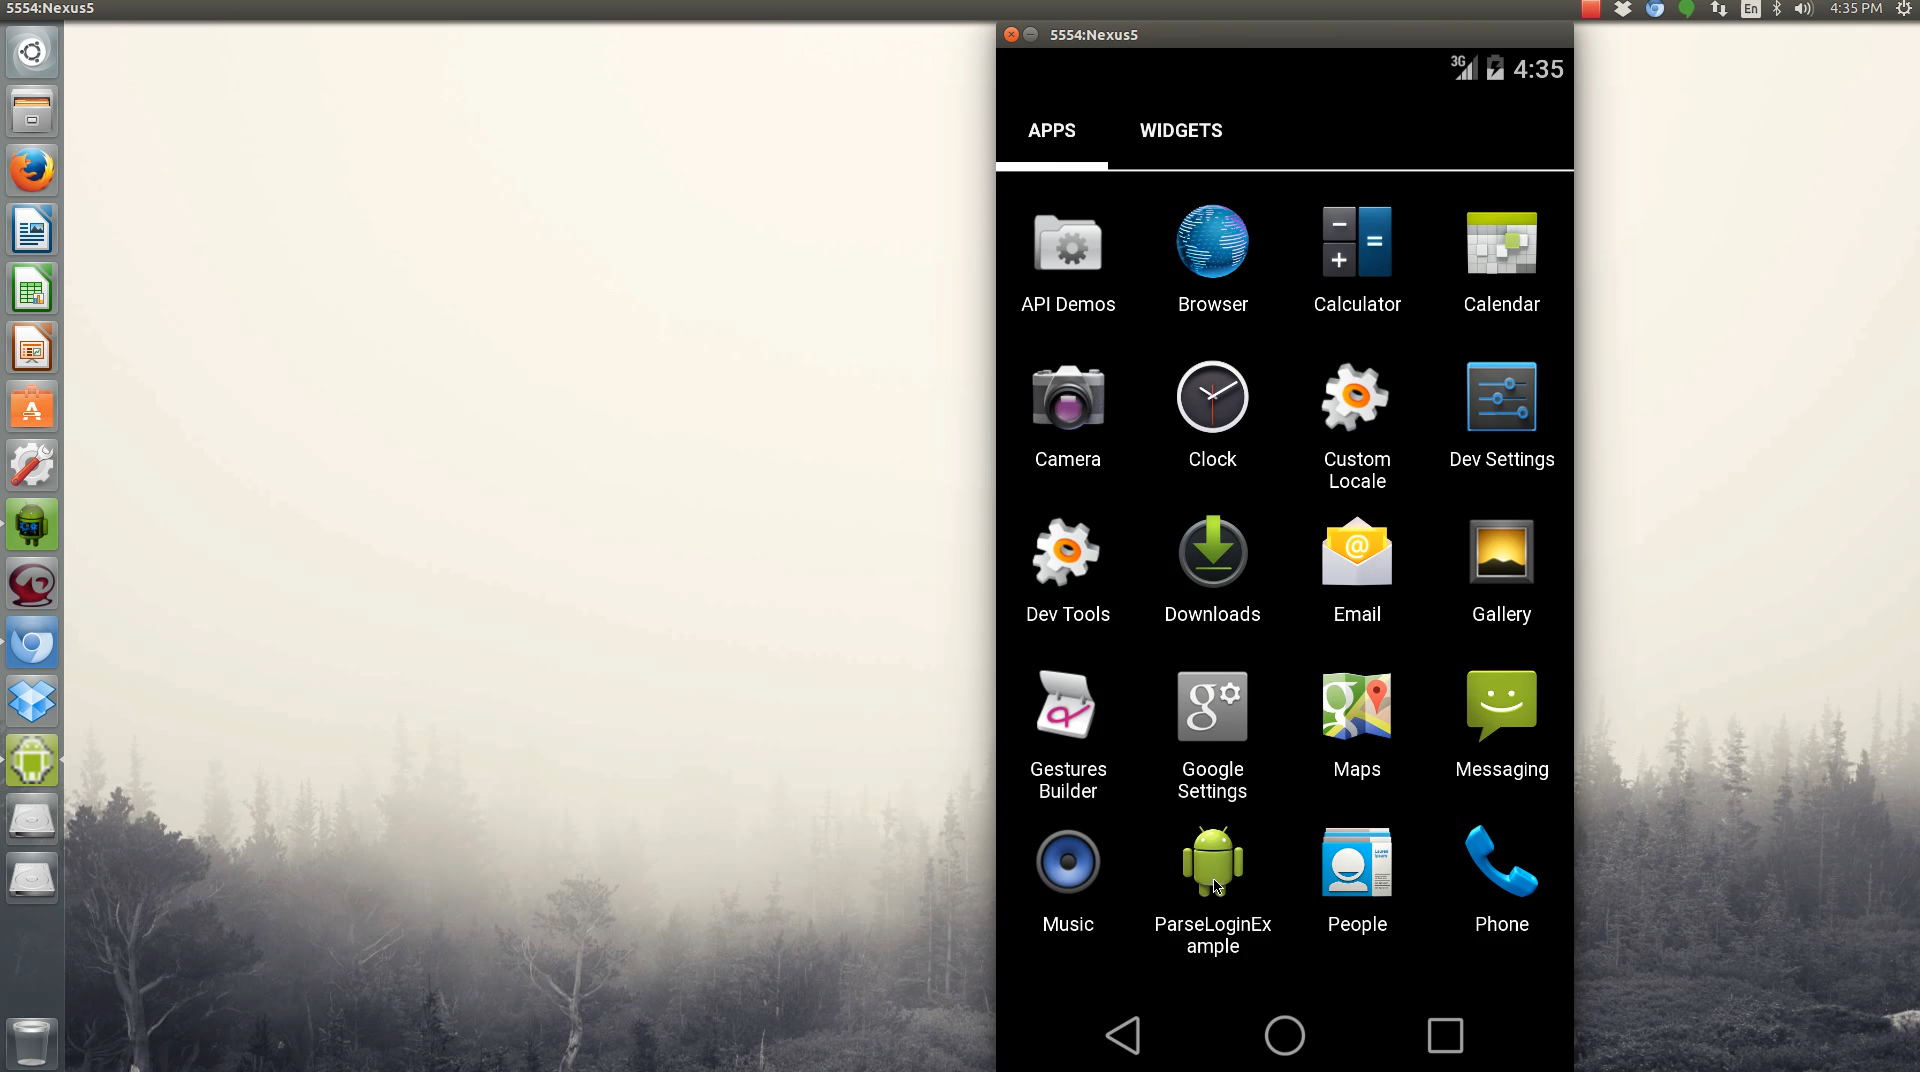 5554:Nexus5
En
4:35 PM
5554:Nexus5
3G
4:35
APPS
WIDGETS
API Demos
Browser
Calculator
Calendar
Camera
Clock
Custom
Locale
Dev Settings
Dev Tools
Downloads
Email
Gallery
Gestures
Builder
Google
Settings
Maps
Messaging
Music
ParseLoginEx
ample
People
Phone